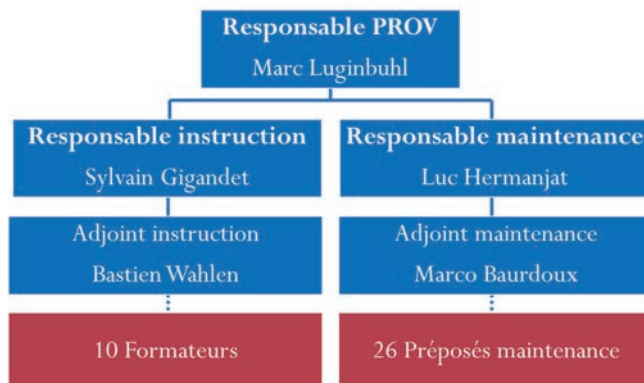 Responsable PROV
Marc Luginbuhl
Responsable instruction
Sylvain Gigandet
Responsable maintenance
Luc Hermanjat
Adjoint instruction
Bastien Wahlen
Adjoint maintenance
Marco Baurdoux
10 Formateurs
26 Préposés maintenance